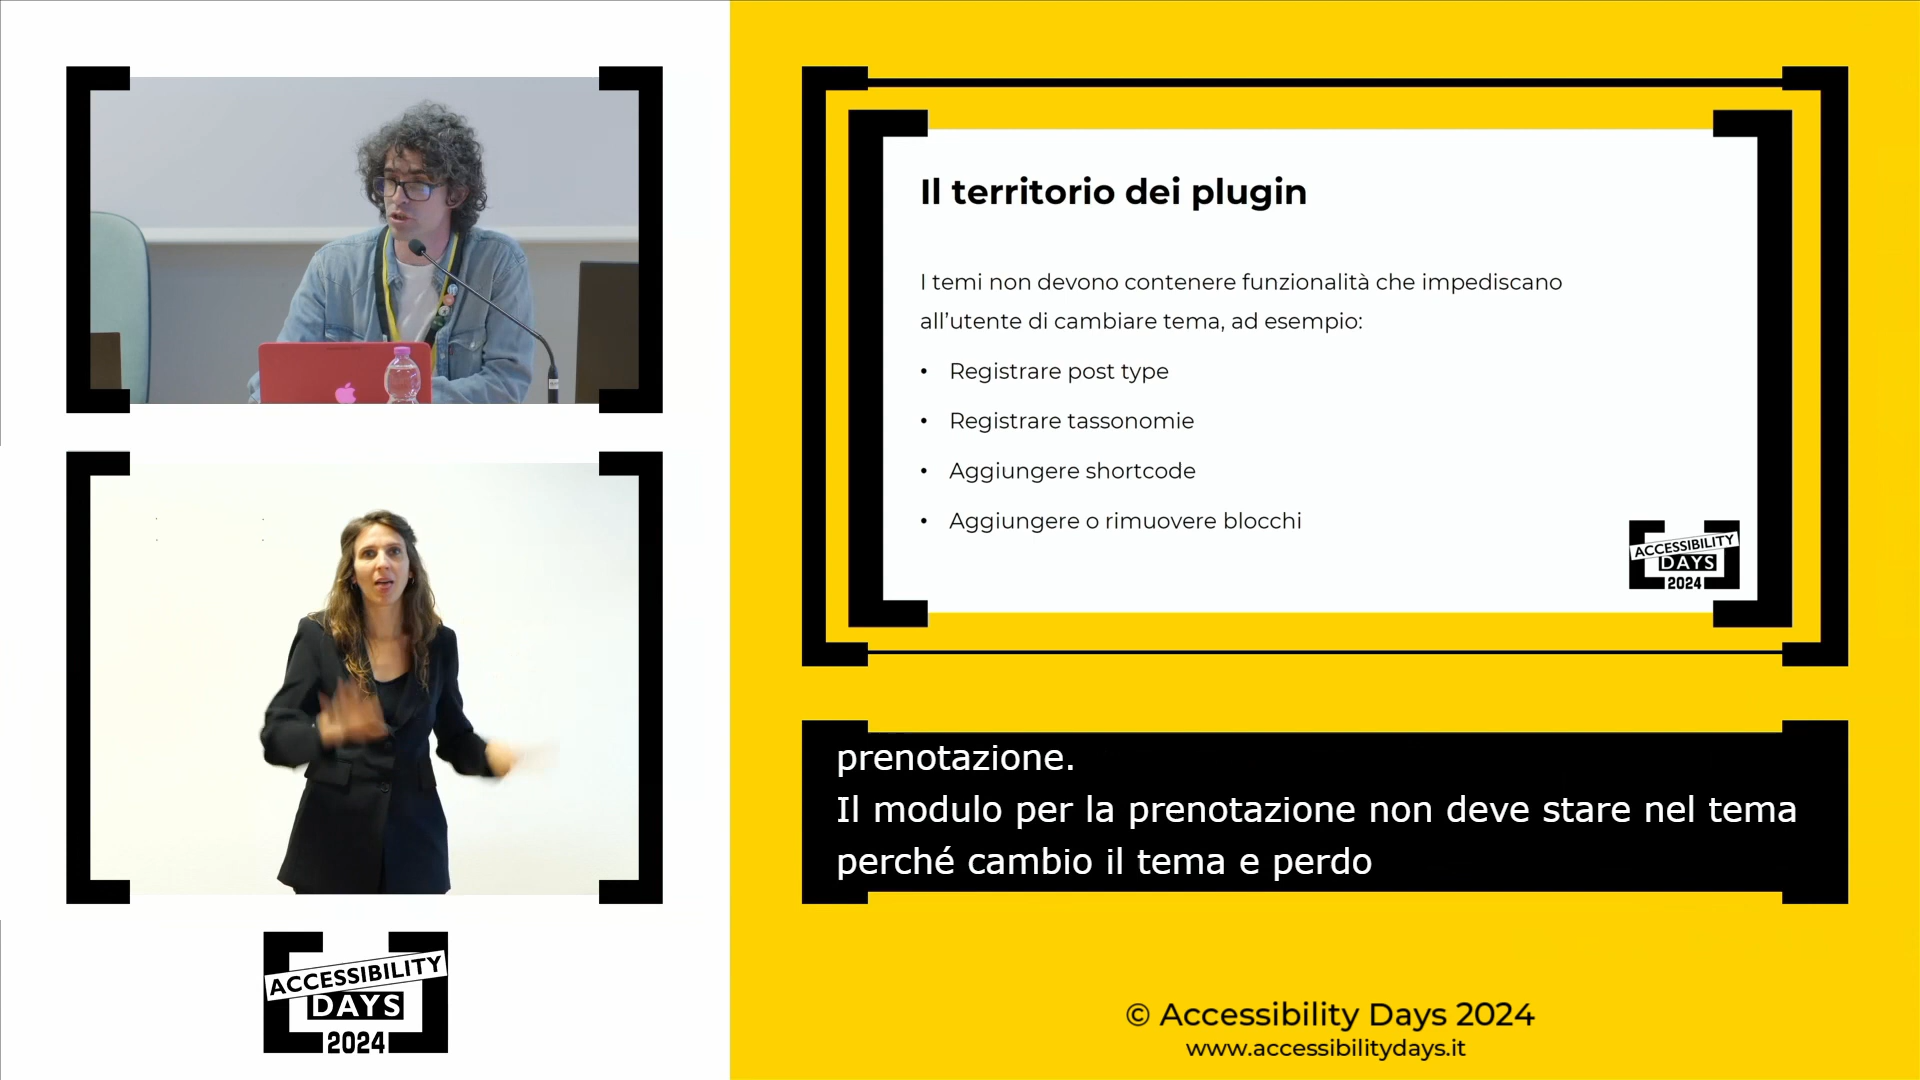 Il territorio dei plugin
I temi non devono contenere funzionalità che impediscano
all’utente di cambiare tema, ad esempio:
• Registrare post type
• Registrare tassonomie
• Aggiungere shortcode
• Aggiungere o rimuovere blocchi
ACCESSIBILITY
DAYS
2024
prenotazione.
Il modulo per la prenotazione non deve stare nel tema
perché cambio il tema e perdo
ACCESSIBILITY
DAYS
2024
© Accessibility Days 2024
www.accessibilitydays.it